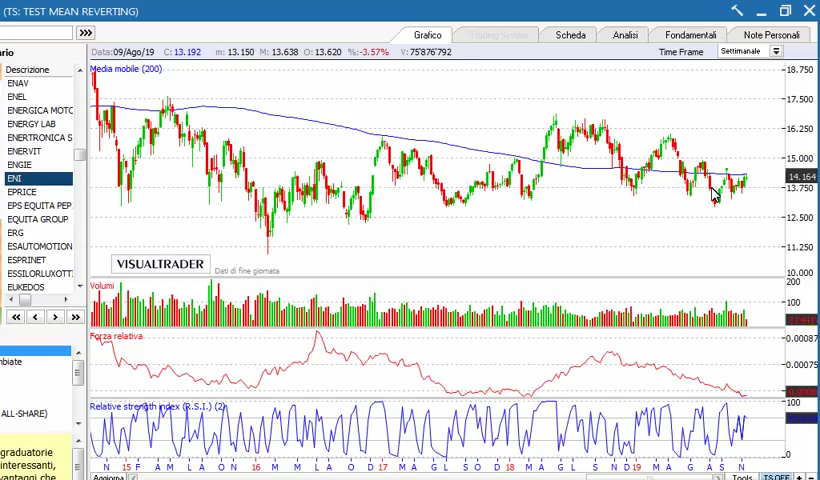 (TS: TEST MEAN REVERTING)
Grafico
Trading System
Scheda
Analisi
Fondamentali
Note Personali
Data:09/Ago/19 C: 13.192 m: 13.150 M: 13.638 O: 13.620 %:-3.57% V:75'876'792
Time Frame Settimanale
ario
Descrizione
ENAV
ENEL
ENERGICA MOTO
ENERGY LAB
ENERTRONICA S
ENERVIT
ENGIE
ENI
EPRICE
EPS EQUITA PEP
EQUITA GROUP
ERG
ESAUTOMOTION
ESPRINET
ESSILORLUXOTTI
EUKEDOS
mbiate
ALL-SHARE)
graduatorie
interessanti,
vantaggi che
Media mobile (200)
18.750
17.500
16.250
15.000
14.164
13.750
12.500
11.250
10.000
VISUALTRADER
Dati di fine giornata
Volumi
200
100
Forza relativa
0.00087
0.00075
Relative strength index (R.S.I.) (2)
100
0
N 15 F A M L A O N 16 M M L A O D 17 M A G L S O D 18 M A G L A O D 19 M A G A S N
Aggiorna
Tools
TS OFF